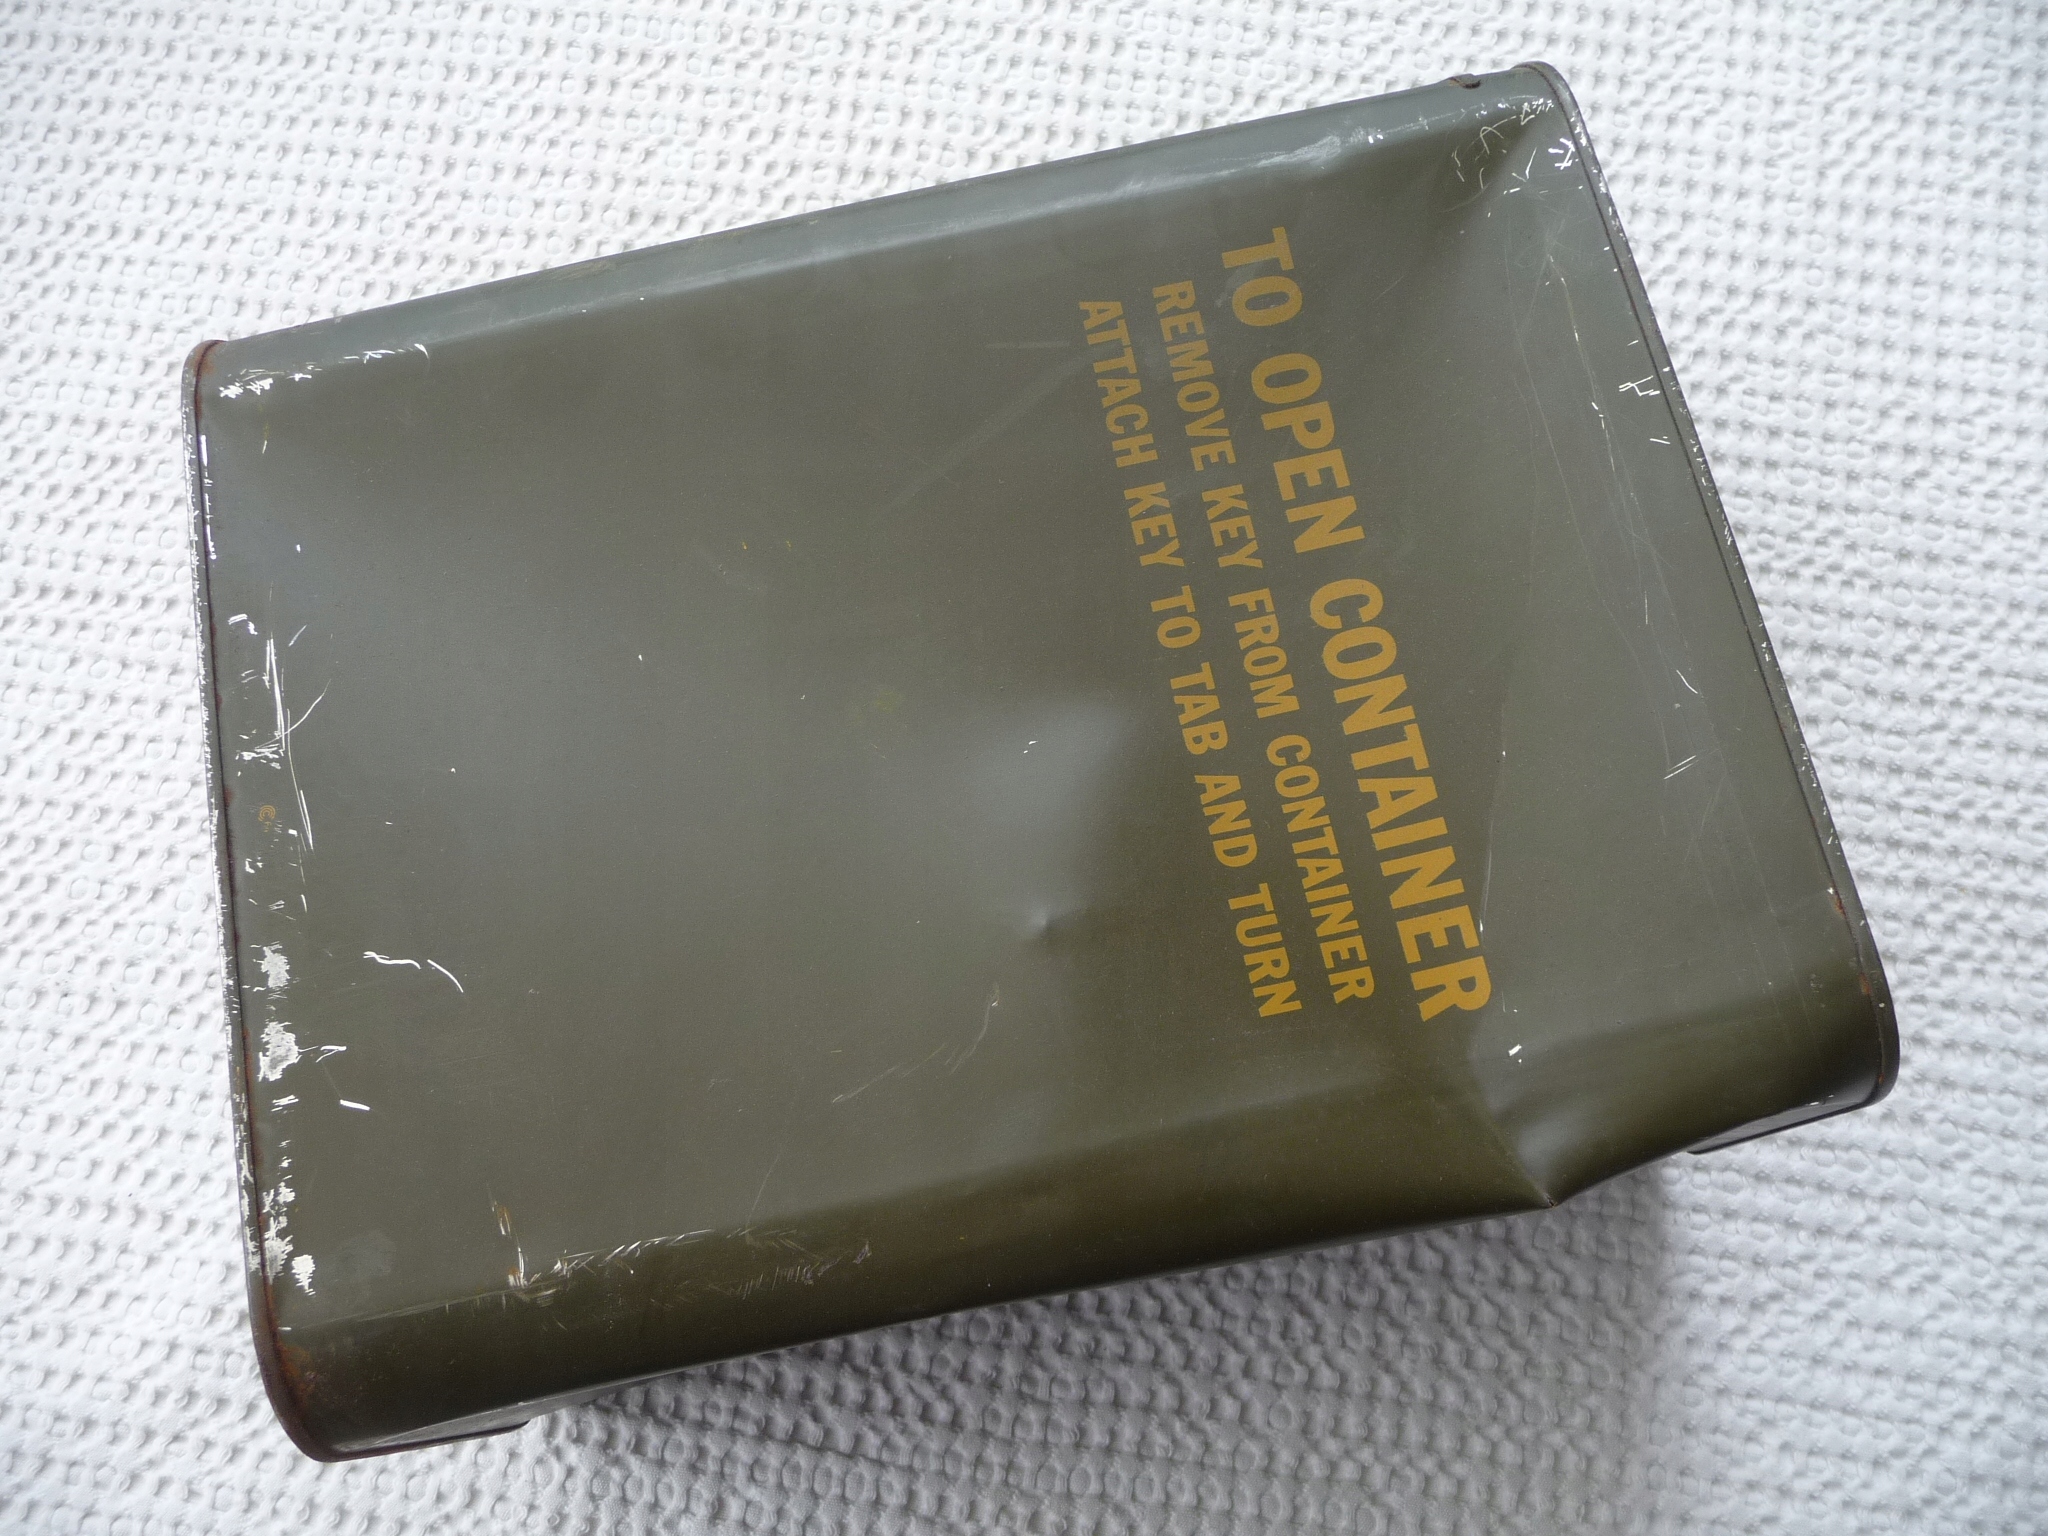 TO OPEN CONTAINER
REMOVE KEY FROM CONTAINER
ATTACH KEY TO TAB AND TURN